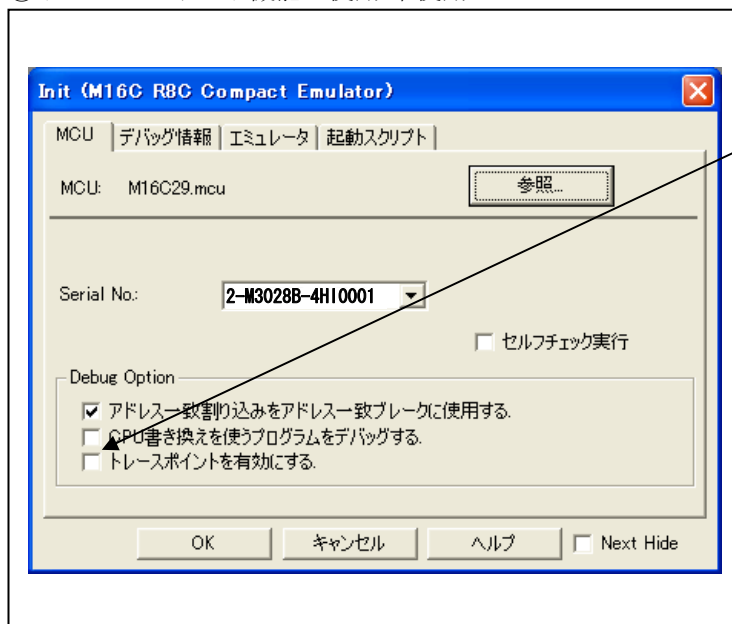 Init (M16C R8C Compact Emulator)
MCU デバッグ情報 エミュレータ 起動スクリプト
MCU: M16C29.mcu 参照...
Serial No.: 2-M3028B-4HI0001
セルフチェック実行
Debug Option
アドレス一致割り込みをアドレス一致ブレークに使用する.
CPU書き換えを使うプログラムをデバッグする.
トレースポイントを有効にする.
OK キャンセル ヘルプ Next Hide